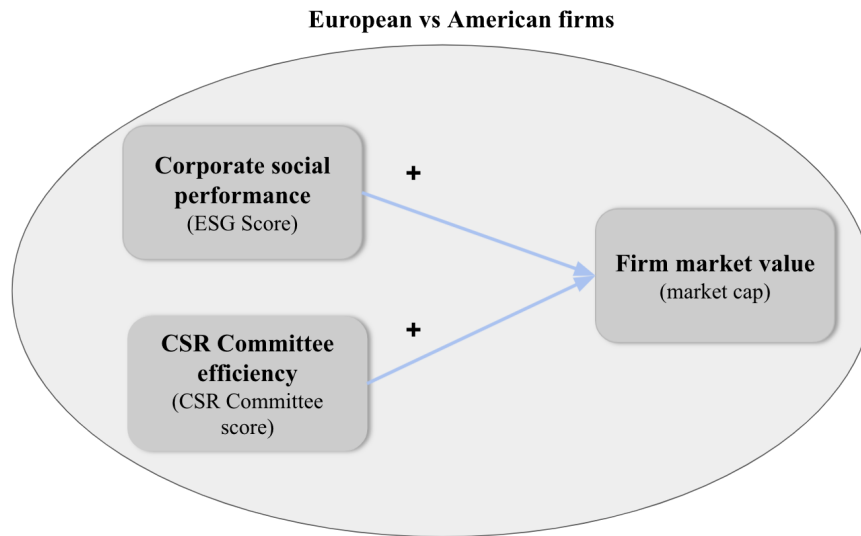 European vs American firms
Corporate social
performance
(ESG Score)
+
Firm market value
(market cap)
+
CSR Committee
efficiency
(CSR Committee
score)